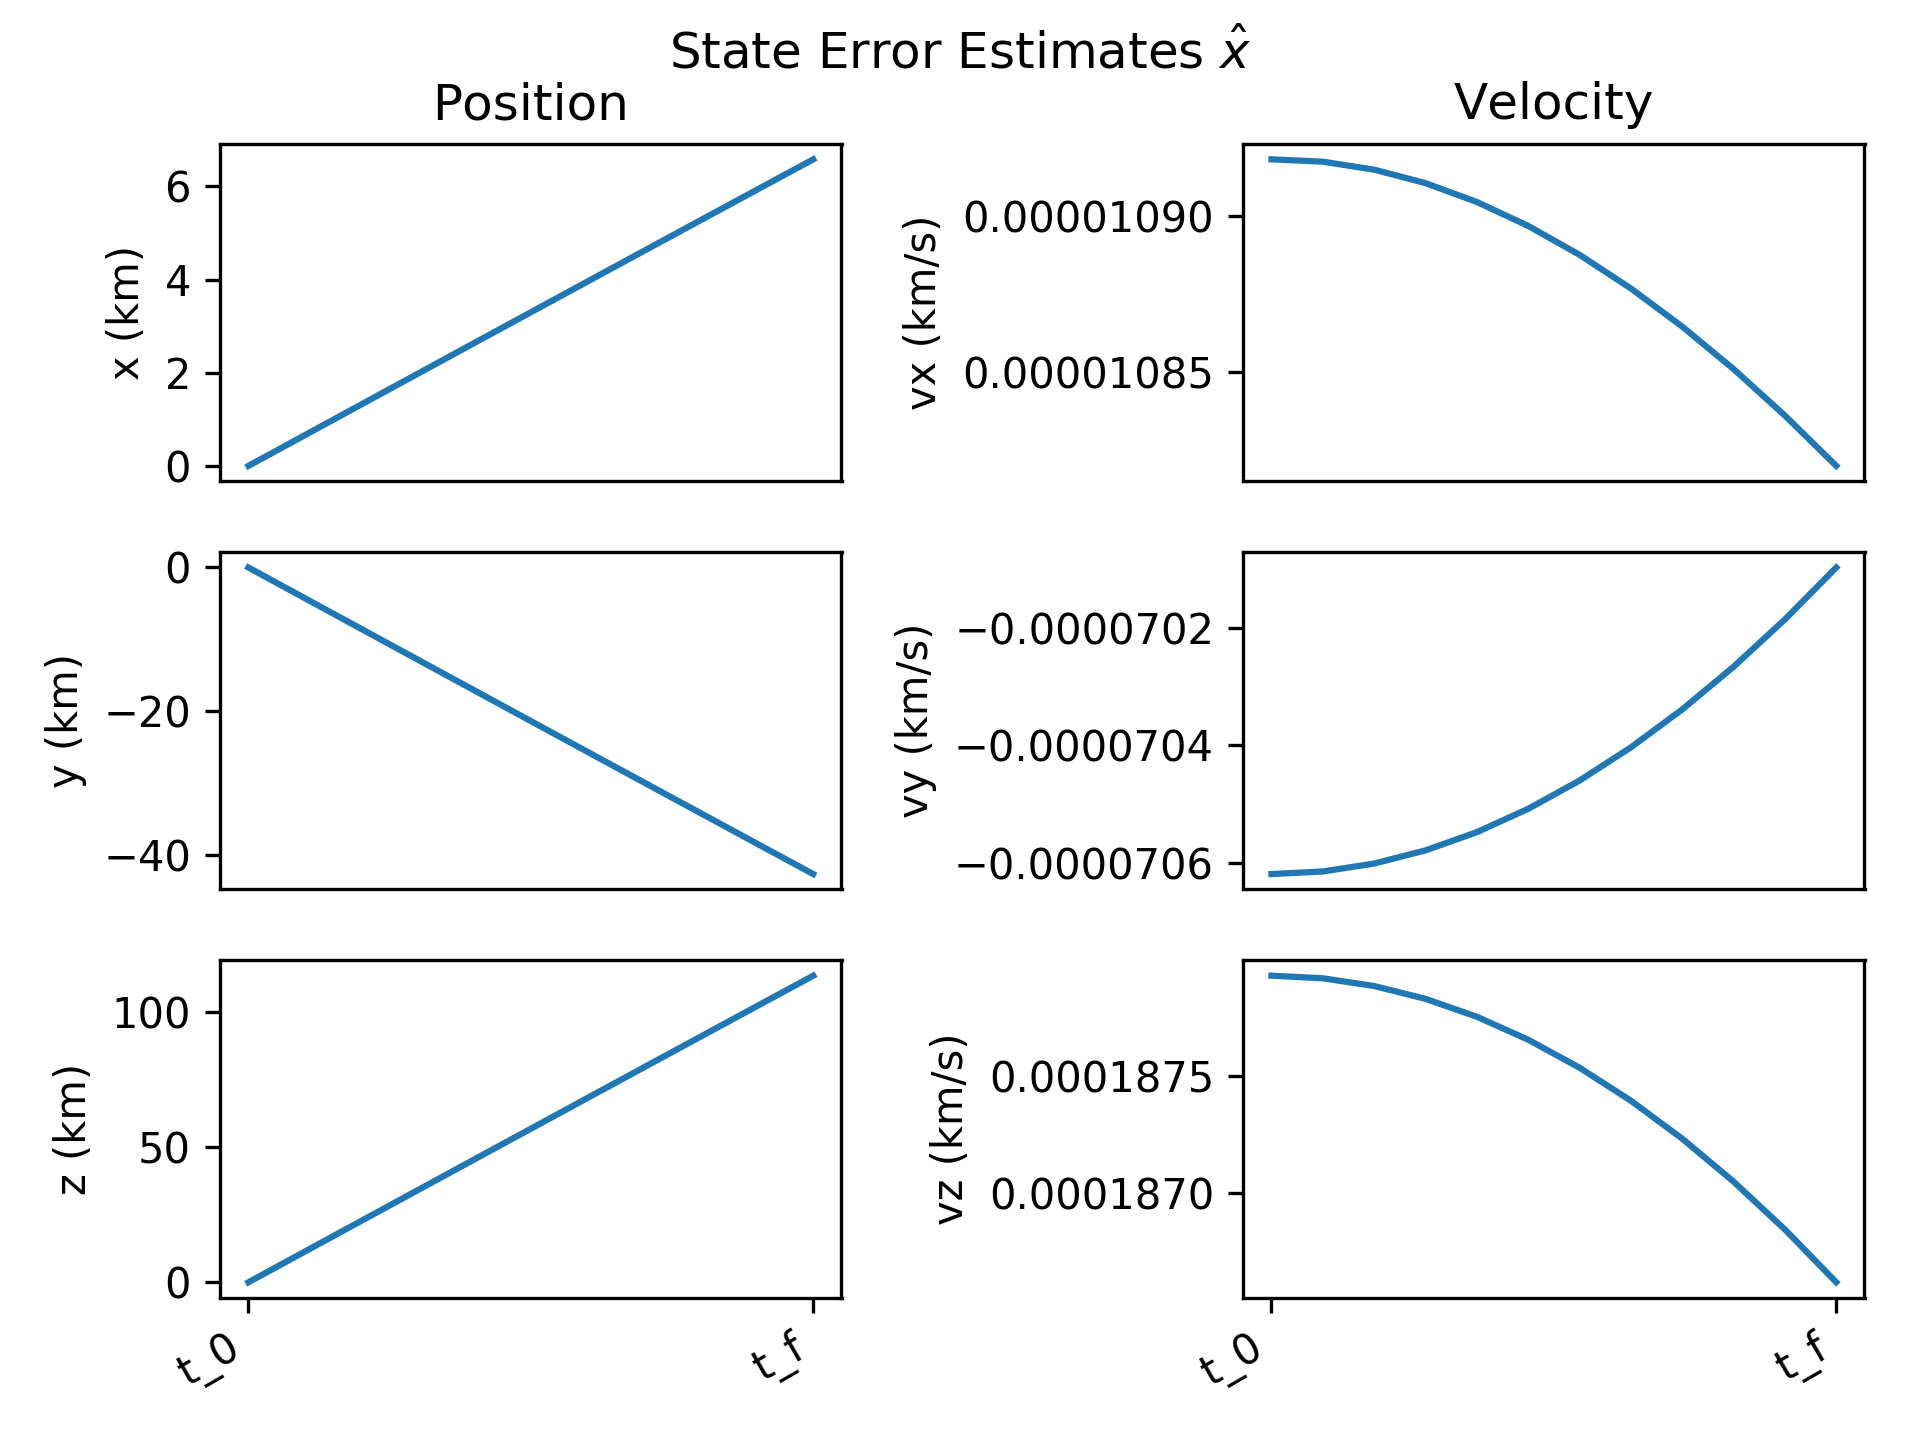 State Error Estimates x̂
Position
Velocity
x (km)
6
4
2
0
vx (km/s)
0.00001090
0.00001085
y (km)
0
−20
−40
vy (km/s)
−0.0000702
−0.0000704
−0.0000706
z (km)
100
50
0
vz (km/s)
0.0001875
0.0001870
t_0
t_f
t_0
t_f